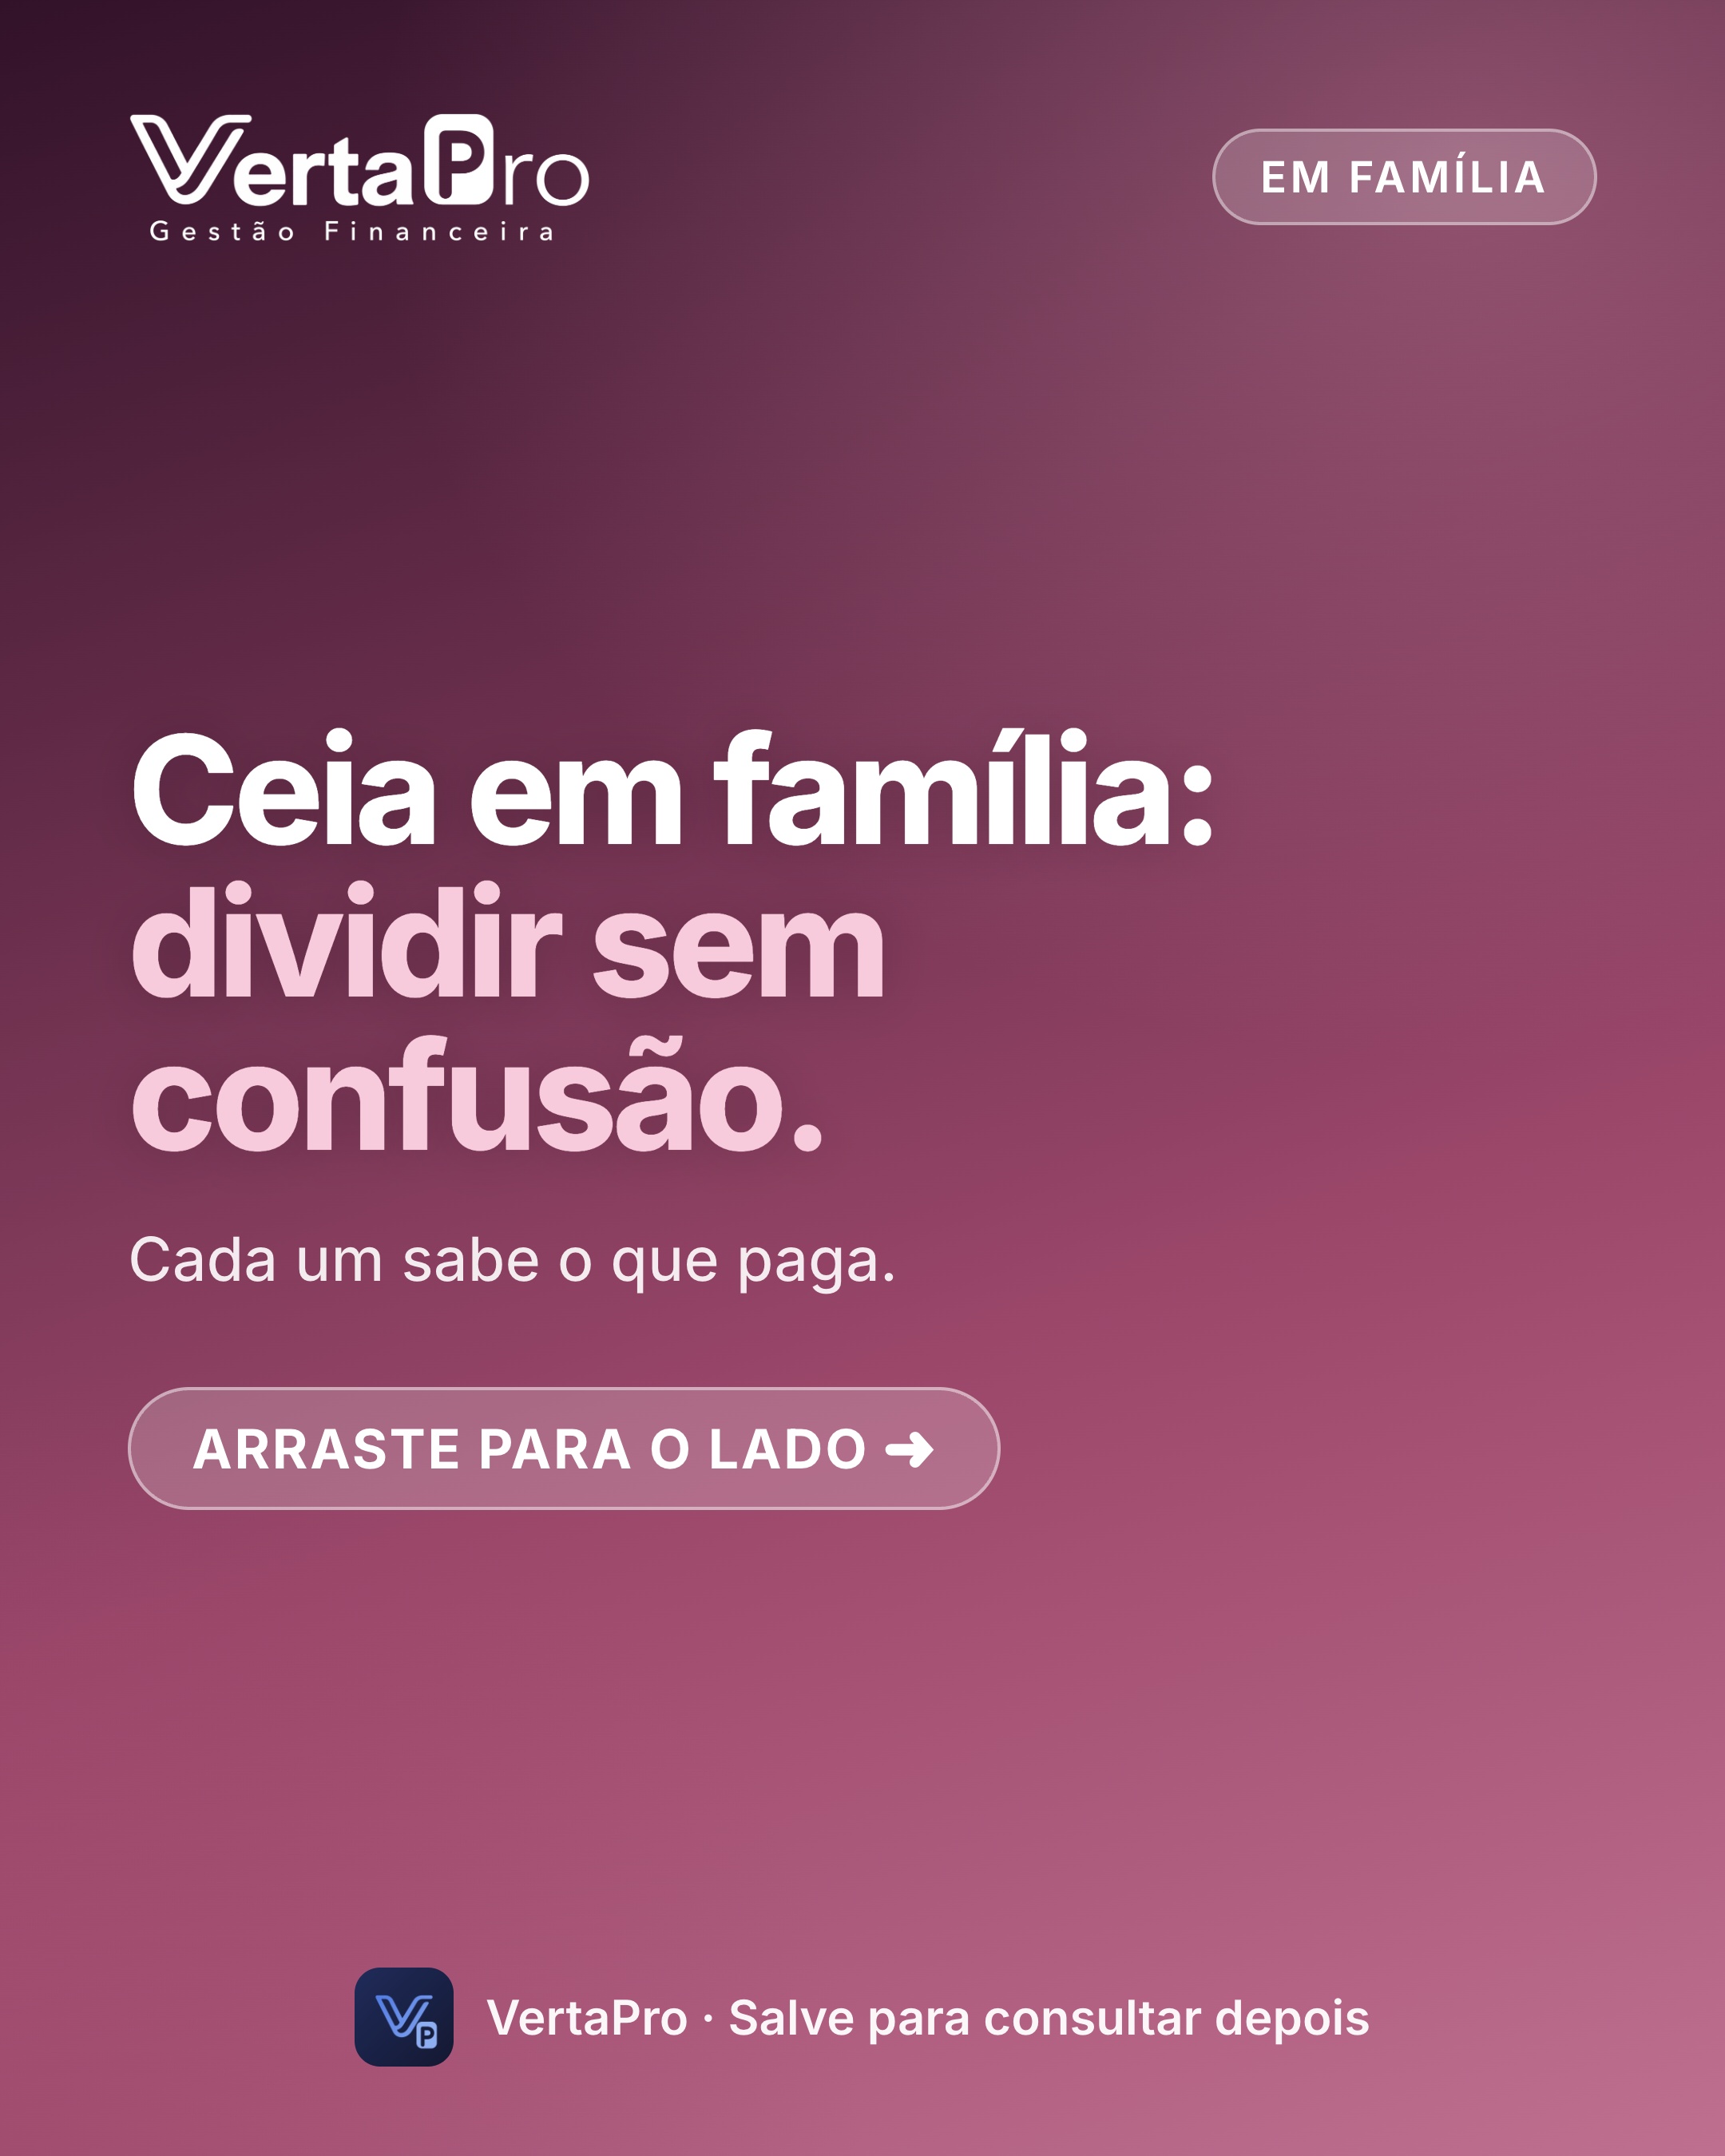 VertaPro
Gestão Financeira
EM FAMÍLIA
Ceia em família:
dividir sem
confusão.
Cada um sabe o que paga.
ARRASTE PARA O LADO ➜
VP
VertaPro · Salve para consultar depois